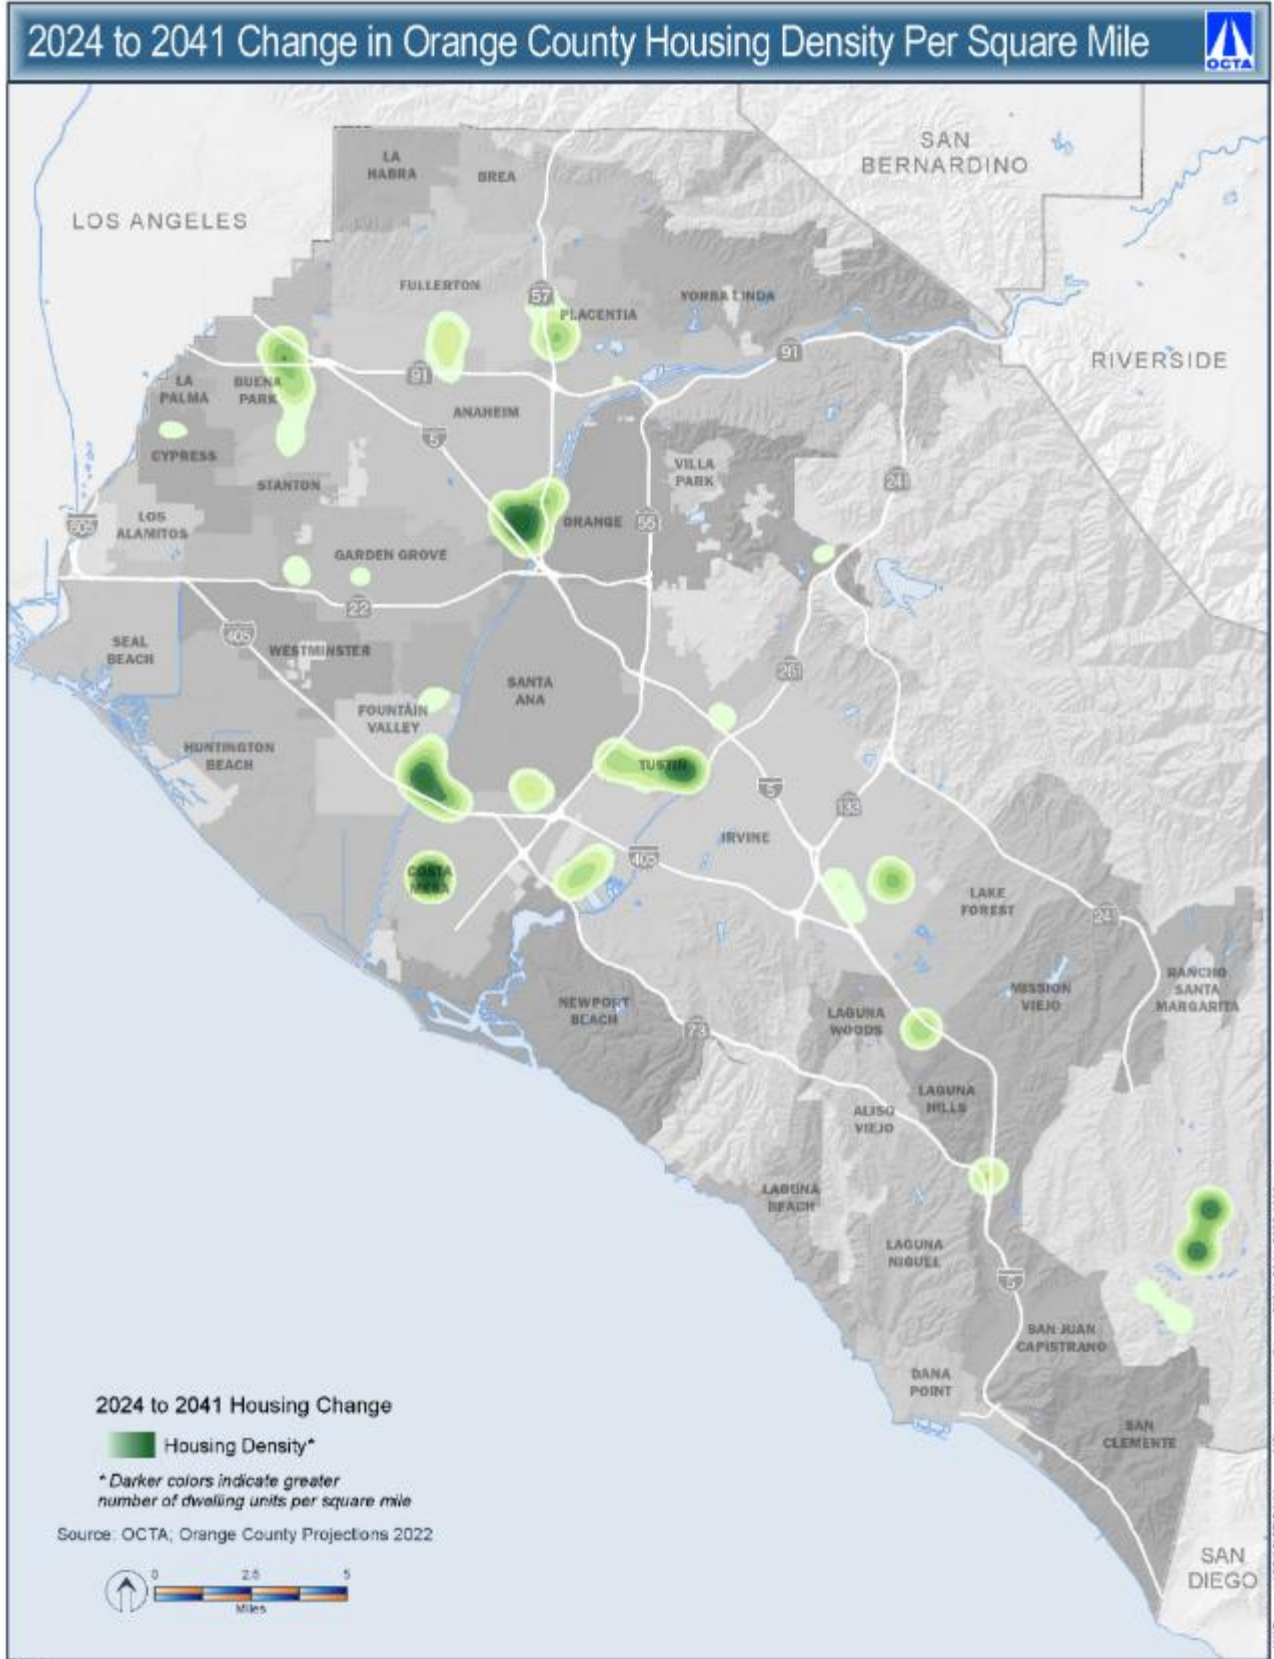 2024 to 2041 Change in Orange County Housing Density Per Square Mile
OCTA
SAN
BERNARDINO
LA
HABRA
BREA
LOS ANGELES
FULLERTON
57
PLACENTIA
YORBA LINDA
91
RIVERSIDE
LA
PALMA
BUENA
PARK
91
ANAHEIM
5
CYPRESS
STANTON
VILLA
PARK
241
LOS
ALAMITOS
605
ORANGE
55
GARDEN GROVE
22
405
SEAL
BEACH
WESTMINSTER
SANTA
ANA
261
FOUNTAIN
VALLEY
HUNTINGTON
BEACH
TUSTIN
5
133
IRVINE
405
COSTA
MESA
LAKE
FOREST
241
RANCHO
SANTA
MARGARITA
MISSION
VIEJO
NEWPORT
BEACH
LAGUNA
WOODS
73
LAGUNA
HILLS
ALISO
VIEJO
LAGUNA
BEACH
LAGUNA
NIGUEL
5
SAN JUAN
CAPISTRANO
DANA
POINT
SAN
CLEMENTE
SAN
DIEGO
2024 to 2041 Housing Change
Housing Density*
* Darker colors indicate greater
number of dwelling units per square mile
Source: OCTA; Orange County Projections 2022
0 2.5 5
Miles